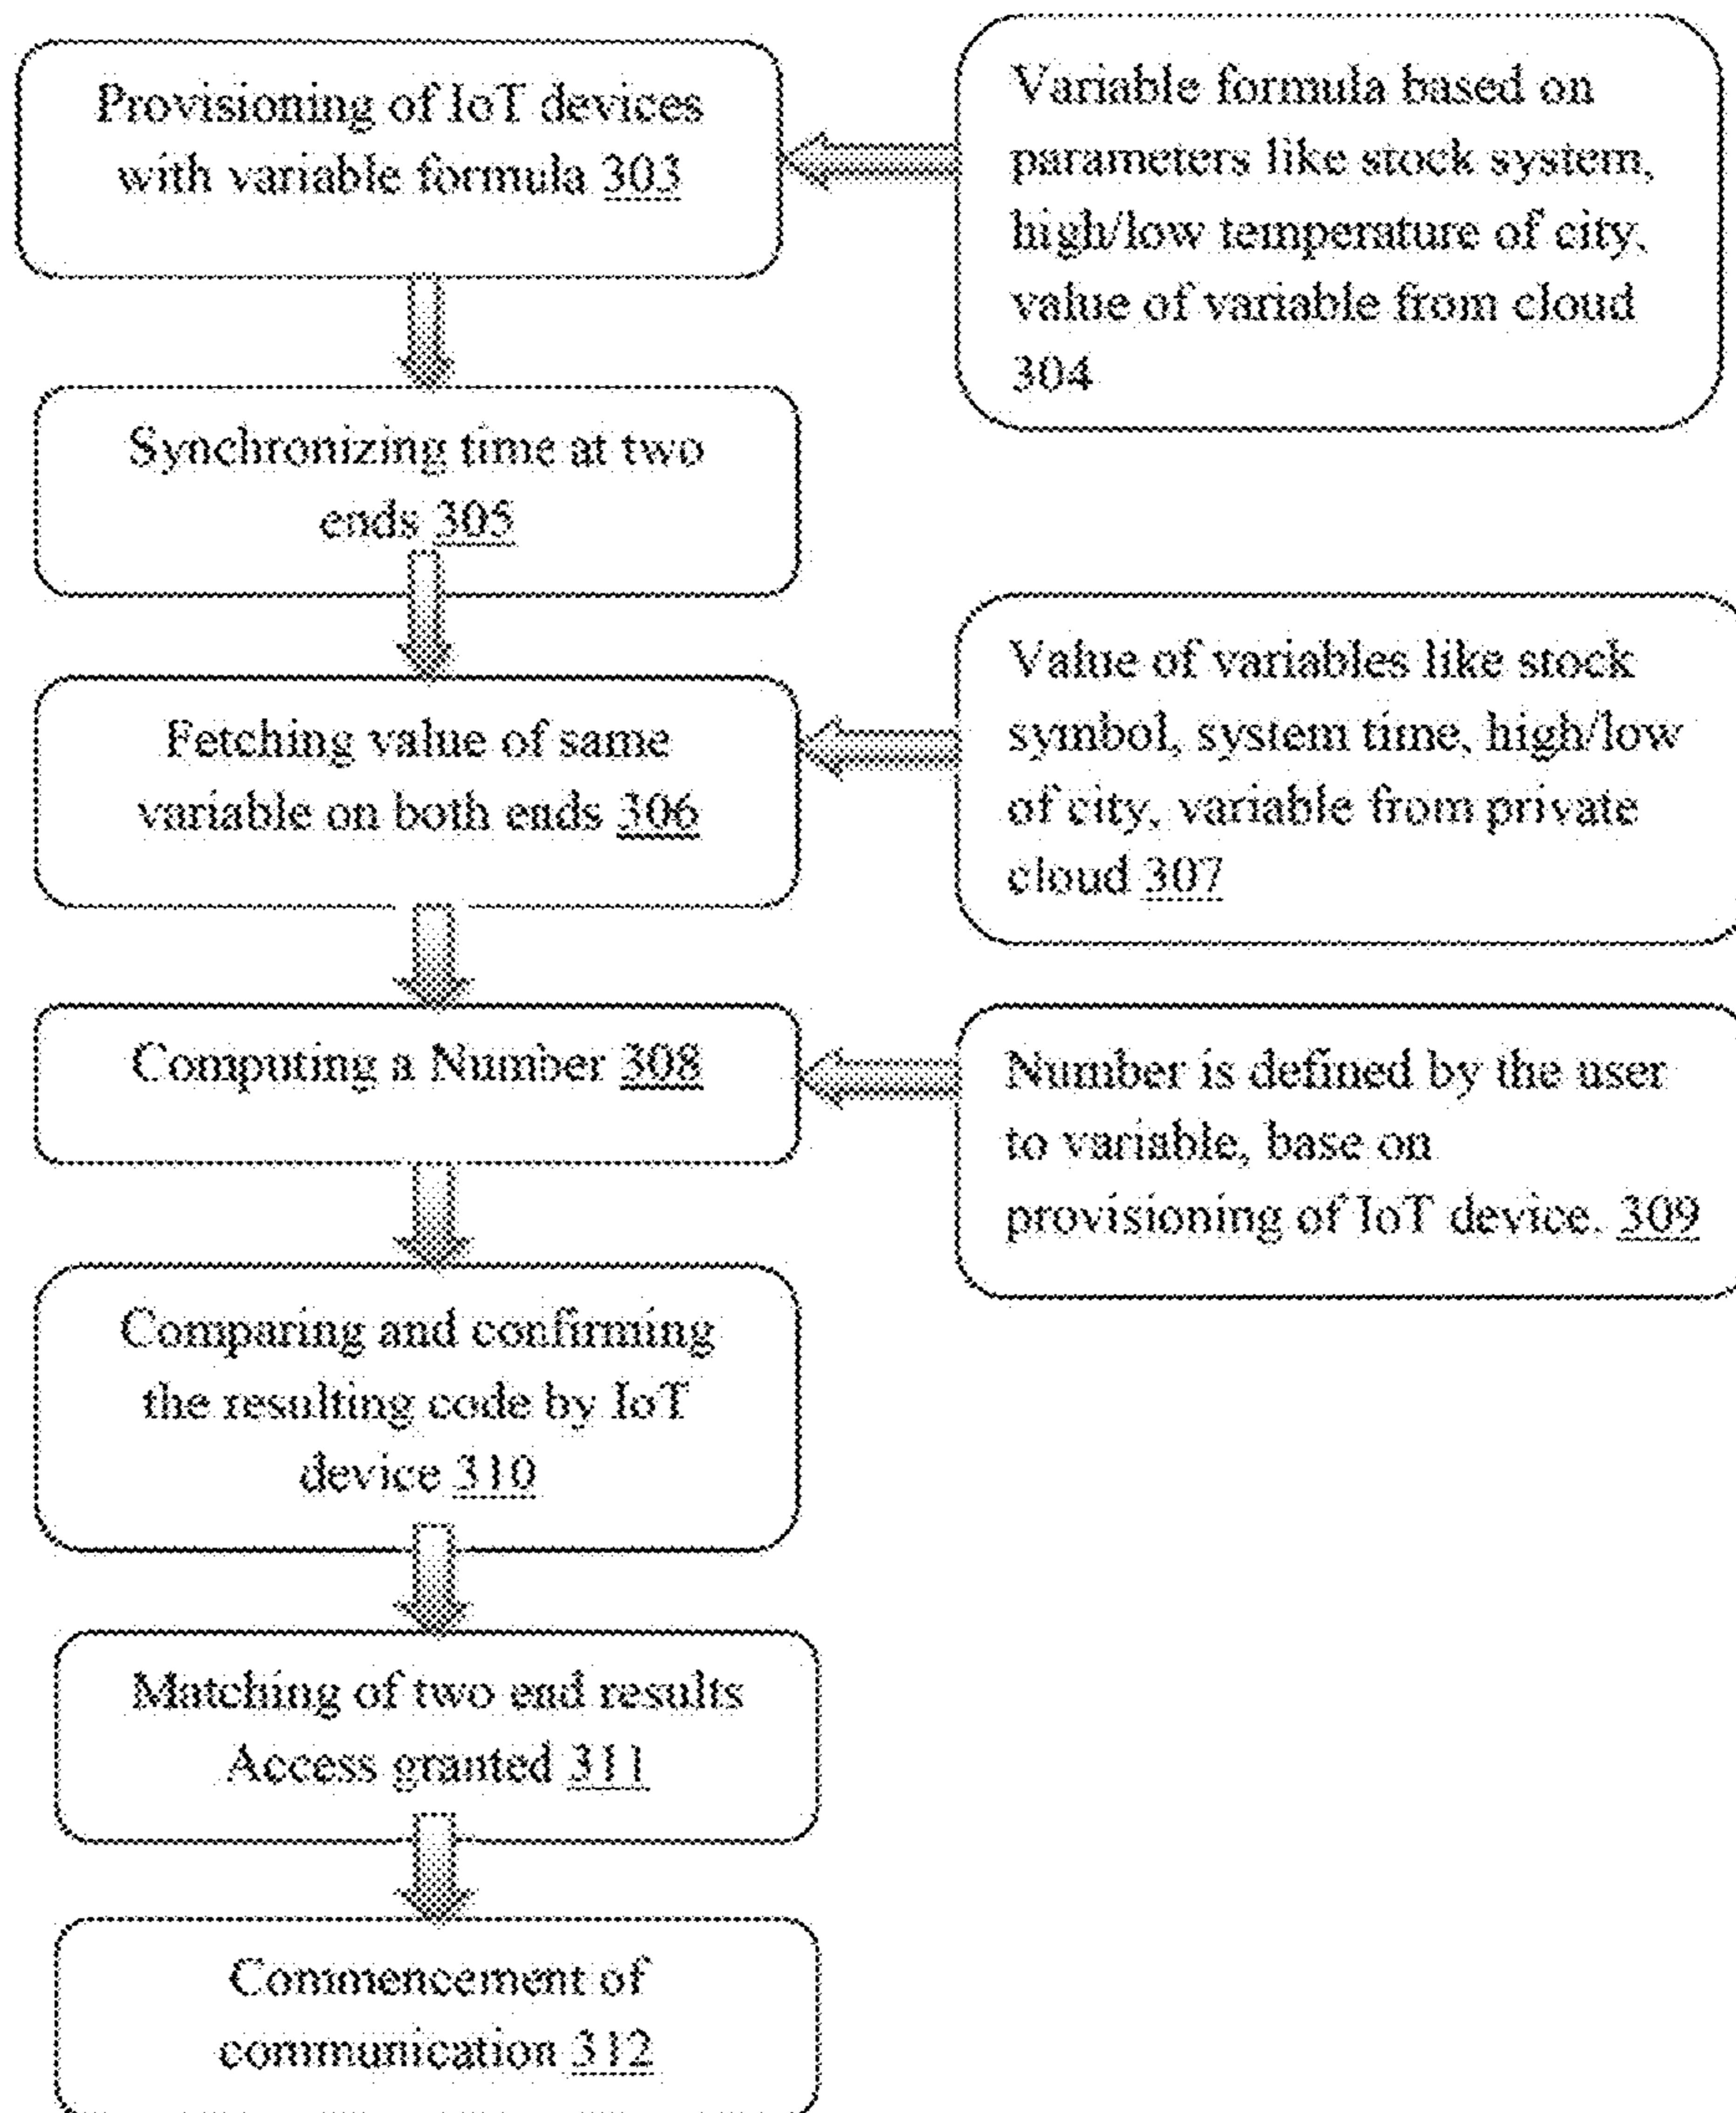 Provisioning of IoT devices
with variable formula 303
Variable formula based on
parameters like stock system,
high/low temperature of city,
value of variable from cloud
304
Synchronizing time at two
ends 305
Fetching value of same
variable on both ends 306
Value of variables like stock
symbol, system time, high/low
of city, variable from private
cloud 307
Computing a Number 308
Number is defined by the user
to variable, base on
provisioning of IoT device. 309
Comparing and confirming
the resulting code by IoT
device 310
Matching of two end results
Access granted 311
Commencement of
communication 312